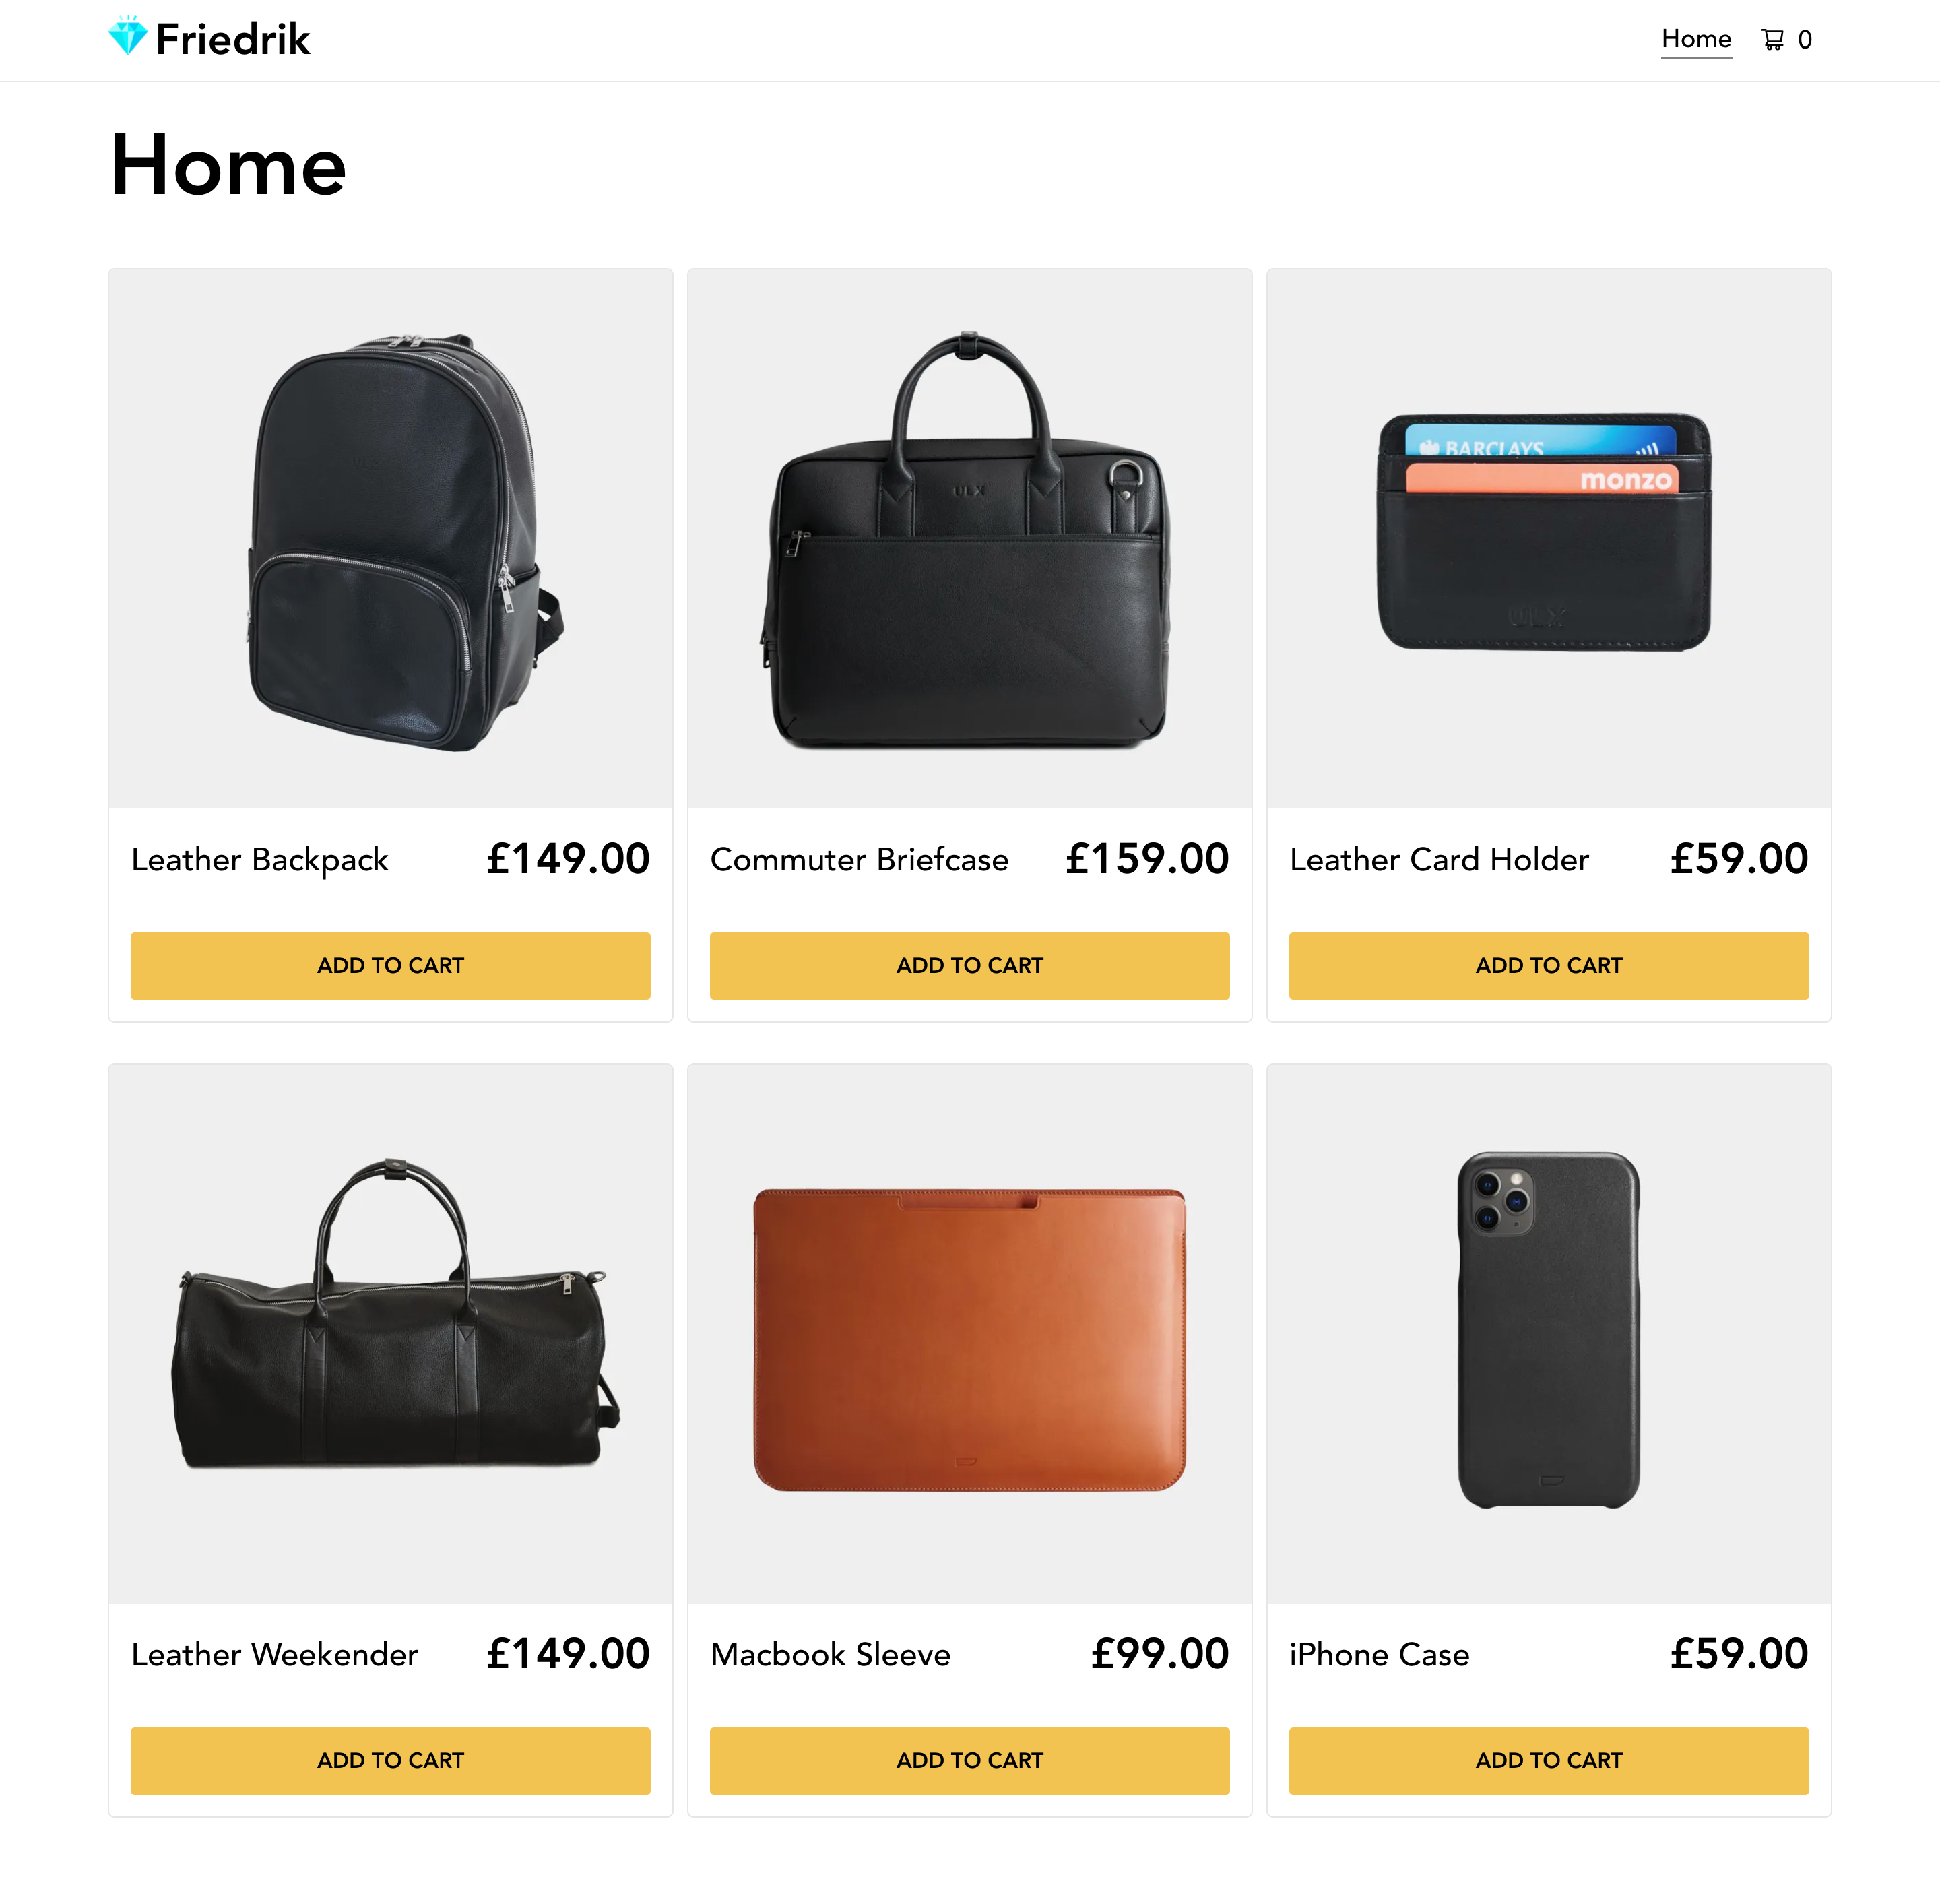 Friedrik
Home 0
Home
ULX
BARCLAYS
monzo
ULX
Leather Backpack £149.00
Commuter Briefcase £159.00
Leather Card Holder £59.00
ADD TO CART
ADD TO CART
ADD TO CART
Leather Weekender £149.00
Macbook Sleeve £99.00
iPhone Case £59.00
ADD TO CART
ADD TO CART
ADD TO CART